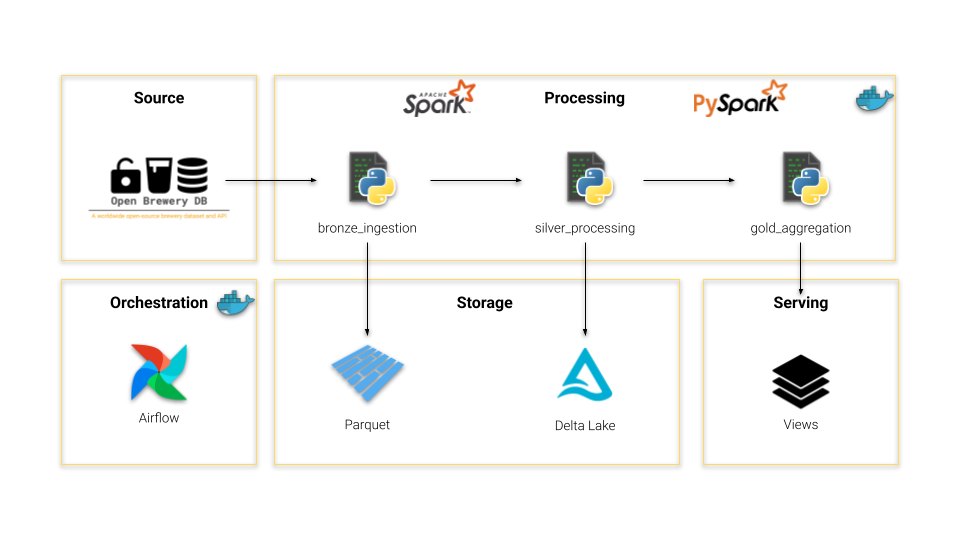 Source
APACHE
Spark
Processing
PySpark
Open Brewery DB
A worldwide open-source brewery dataset and API
bronze_ingestion
silver_processing
gold_aggregation
Orchestration
Storage
Serving
Airflow
Parquet
Delta Lake
Views